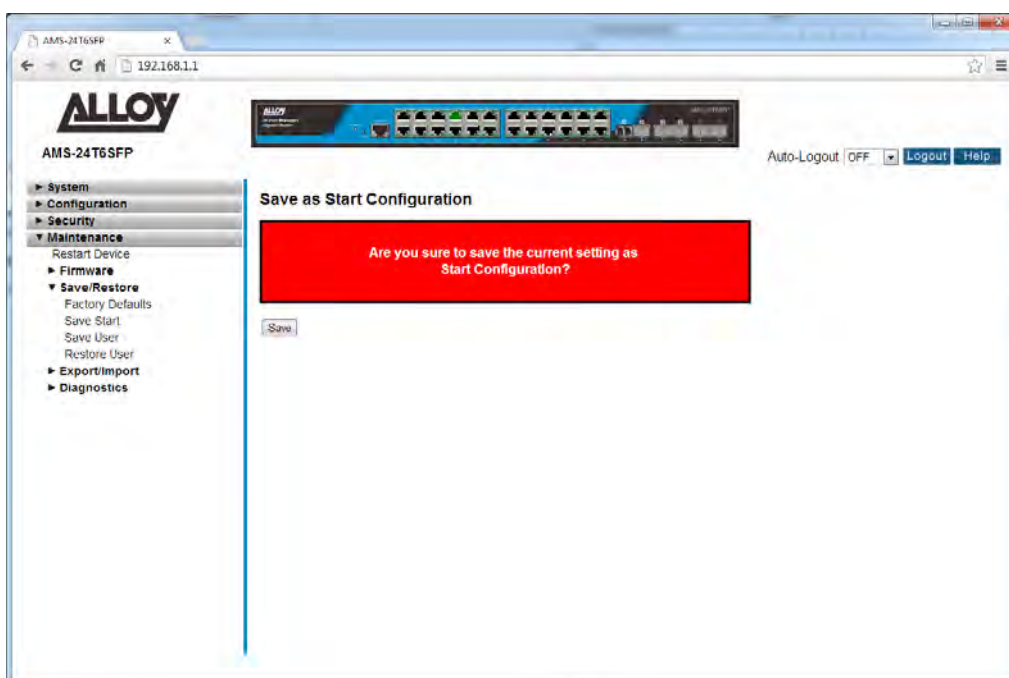 AMS-24T6SFP
192.168.1.1
ALLOY
AMS-24T6SFP
ALLOY
Auto-Logout OFF Logout Help
System
Configuration
Security
Maintenance
Restart Device
Firmware
Save/Restore
Factory Defaults
Save Start
Save User
Restore User
Export/Import
Diagnostics
Save as Start Configuration
Are you sure to save the current setting as
Start Configuration?
Save